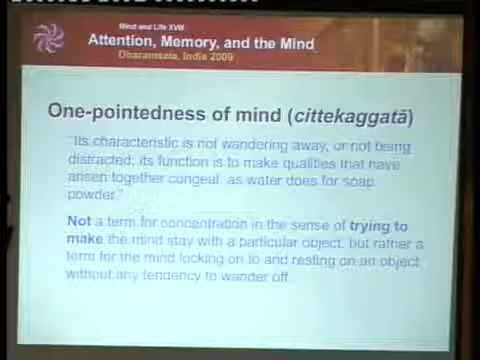 Mind and Life XVIII
Attention, Memory, and the Mind
Dharamsala, India 2009
One-pointedness of mind (cittekaggatā)
"Its characteristic is not wandering away, or not being
distracted; its function is to make qualities that have
arisen together congeal, as water does for soap
powder."
Not a term for concentration in the sense of trying to
make the mind stay with a particular object, but rather a
term for the mind locking on to and resting on an object
without any tendency to wander off.